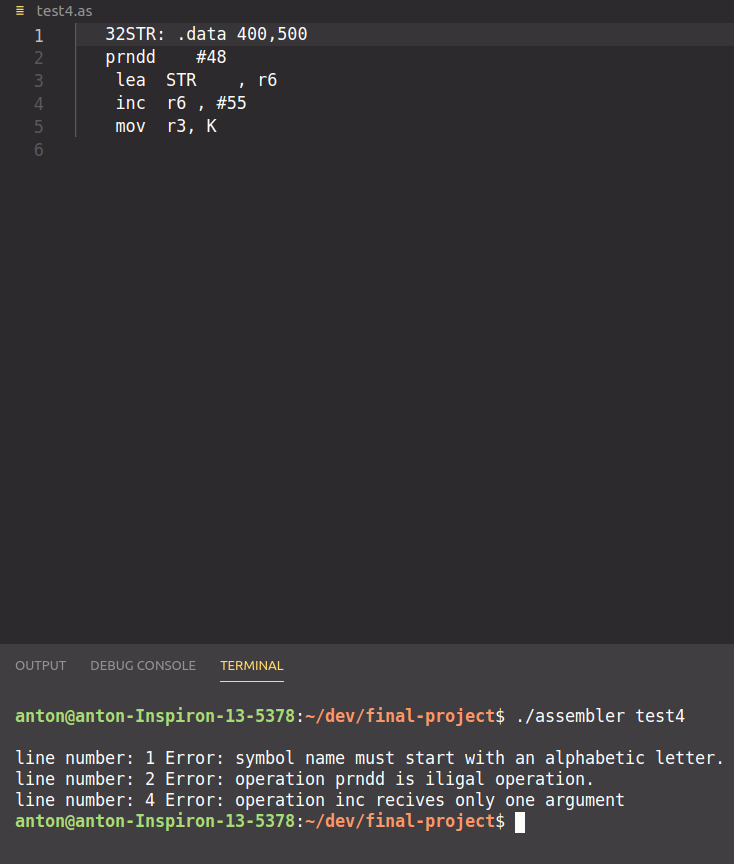 test4.as
1 32STR: .data 400,500
2 prndd #48
3 lea STR , r6
4 inc r6 , #55
5 mov r3, K
6
OUTPUT DEBUG CONSOLE TERMINAL
anton@anton-Inspiron-13-5378:~/dev/final-project$ ./assembler test4
line number: 1 Error: symbol name must start with an alphabetic letter.
line number: 2 Error: operation prndd is iligal operation.
line number: 4 Error: operation inc recives only one argument
anton@anton-Inspiron-13-5378:~/dev/final-project$